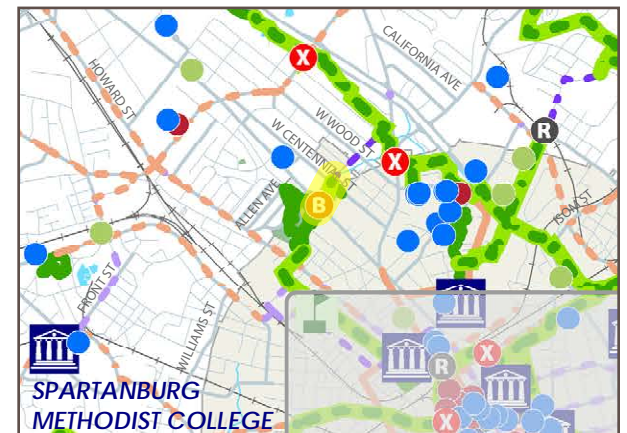 CALIFORNIA AVE
HOWARD ST
X
W WOOD ST
R
W CENTENNIAL ST
X
ALLEN AVE
B
ISOM ST
FRONT ST
WILLIAMS ST
X
R
SPARTANBURG
METHODIST COLLEGE
X